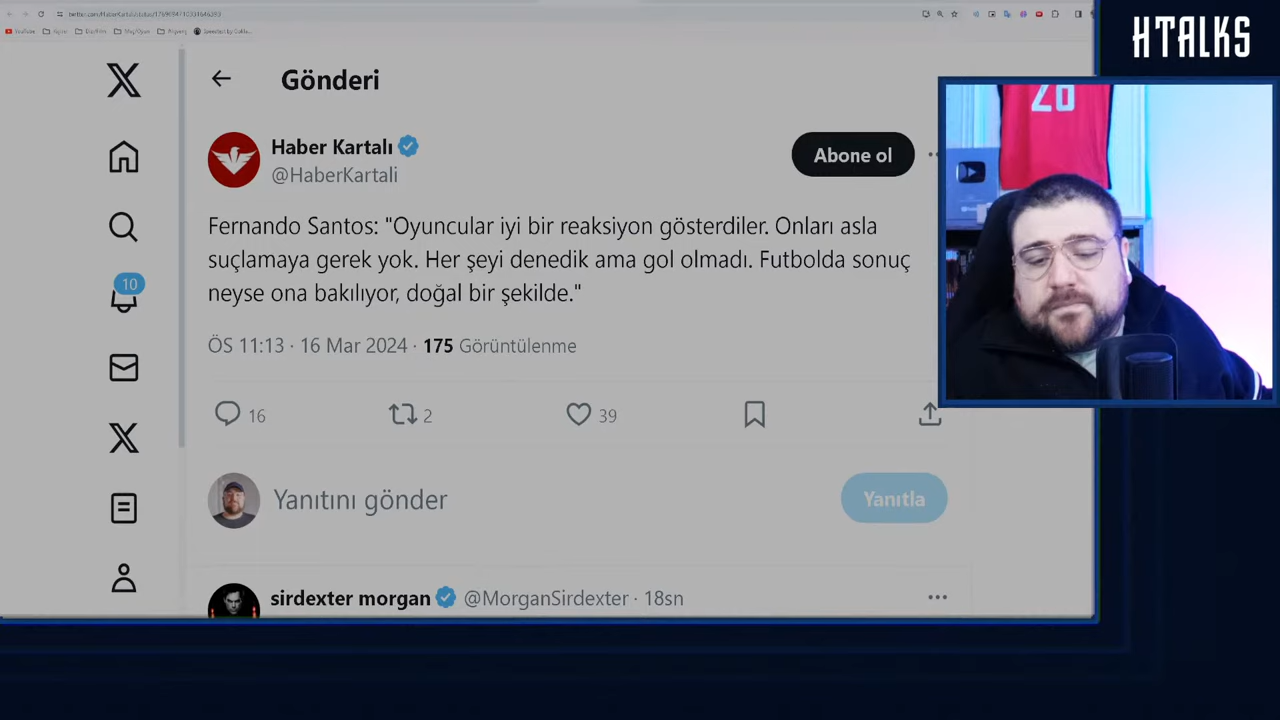 HTALKS
YouTube
28
Gönderi
Haber Kartalı
@HaberKartali
Abone ol
Fernando Santos: "Oyuncular iyi bir reaksiyon gösterdiler. Onları asla
suçlamaya gerek yok. Her şeyi denedik ama gol olmadı. Futbolda sonuç
neyse ona bakılıyor, doğal bir şekilde."
ÖS 11:13 · 16 Mar 2024 · 175 Görüntülenme
10
16
2
39
Yanıtını gönder
Yanıtla
sirdexter morgan @MorganSirdexter · 18sn